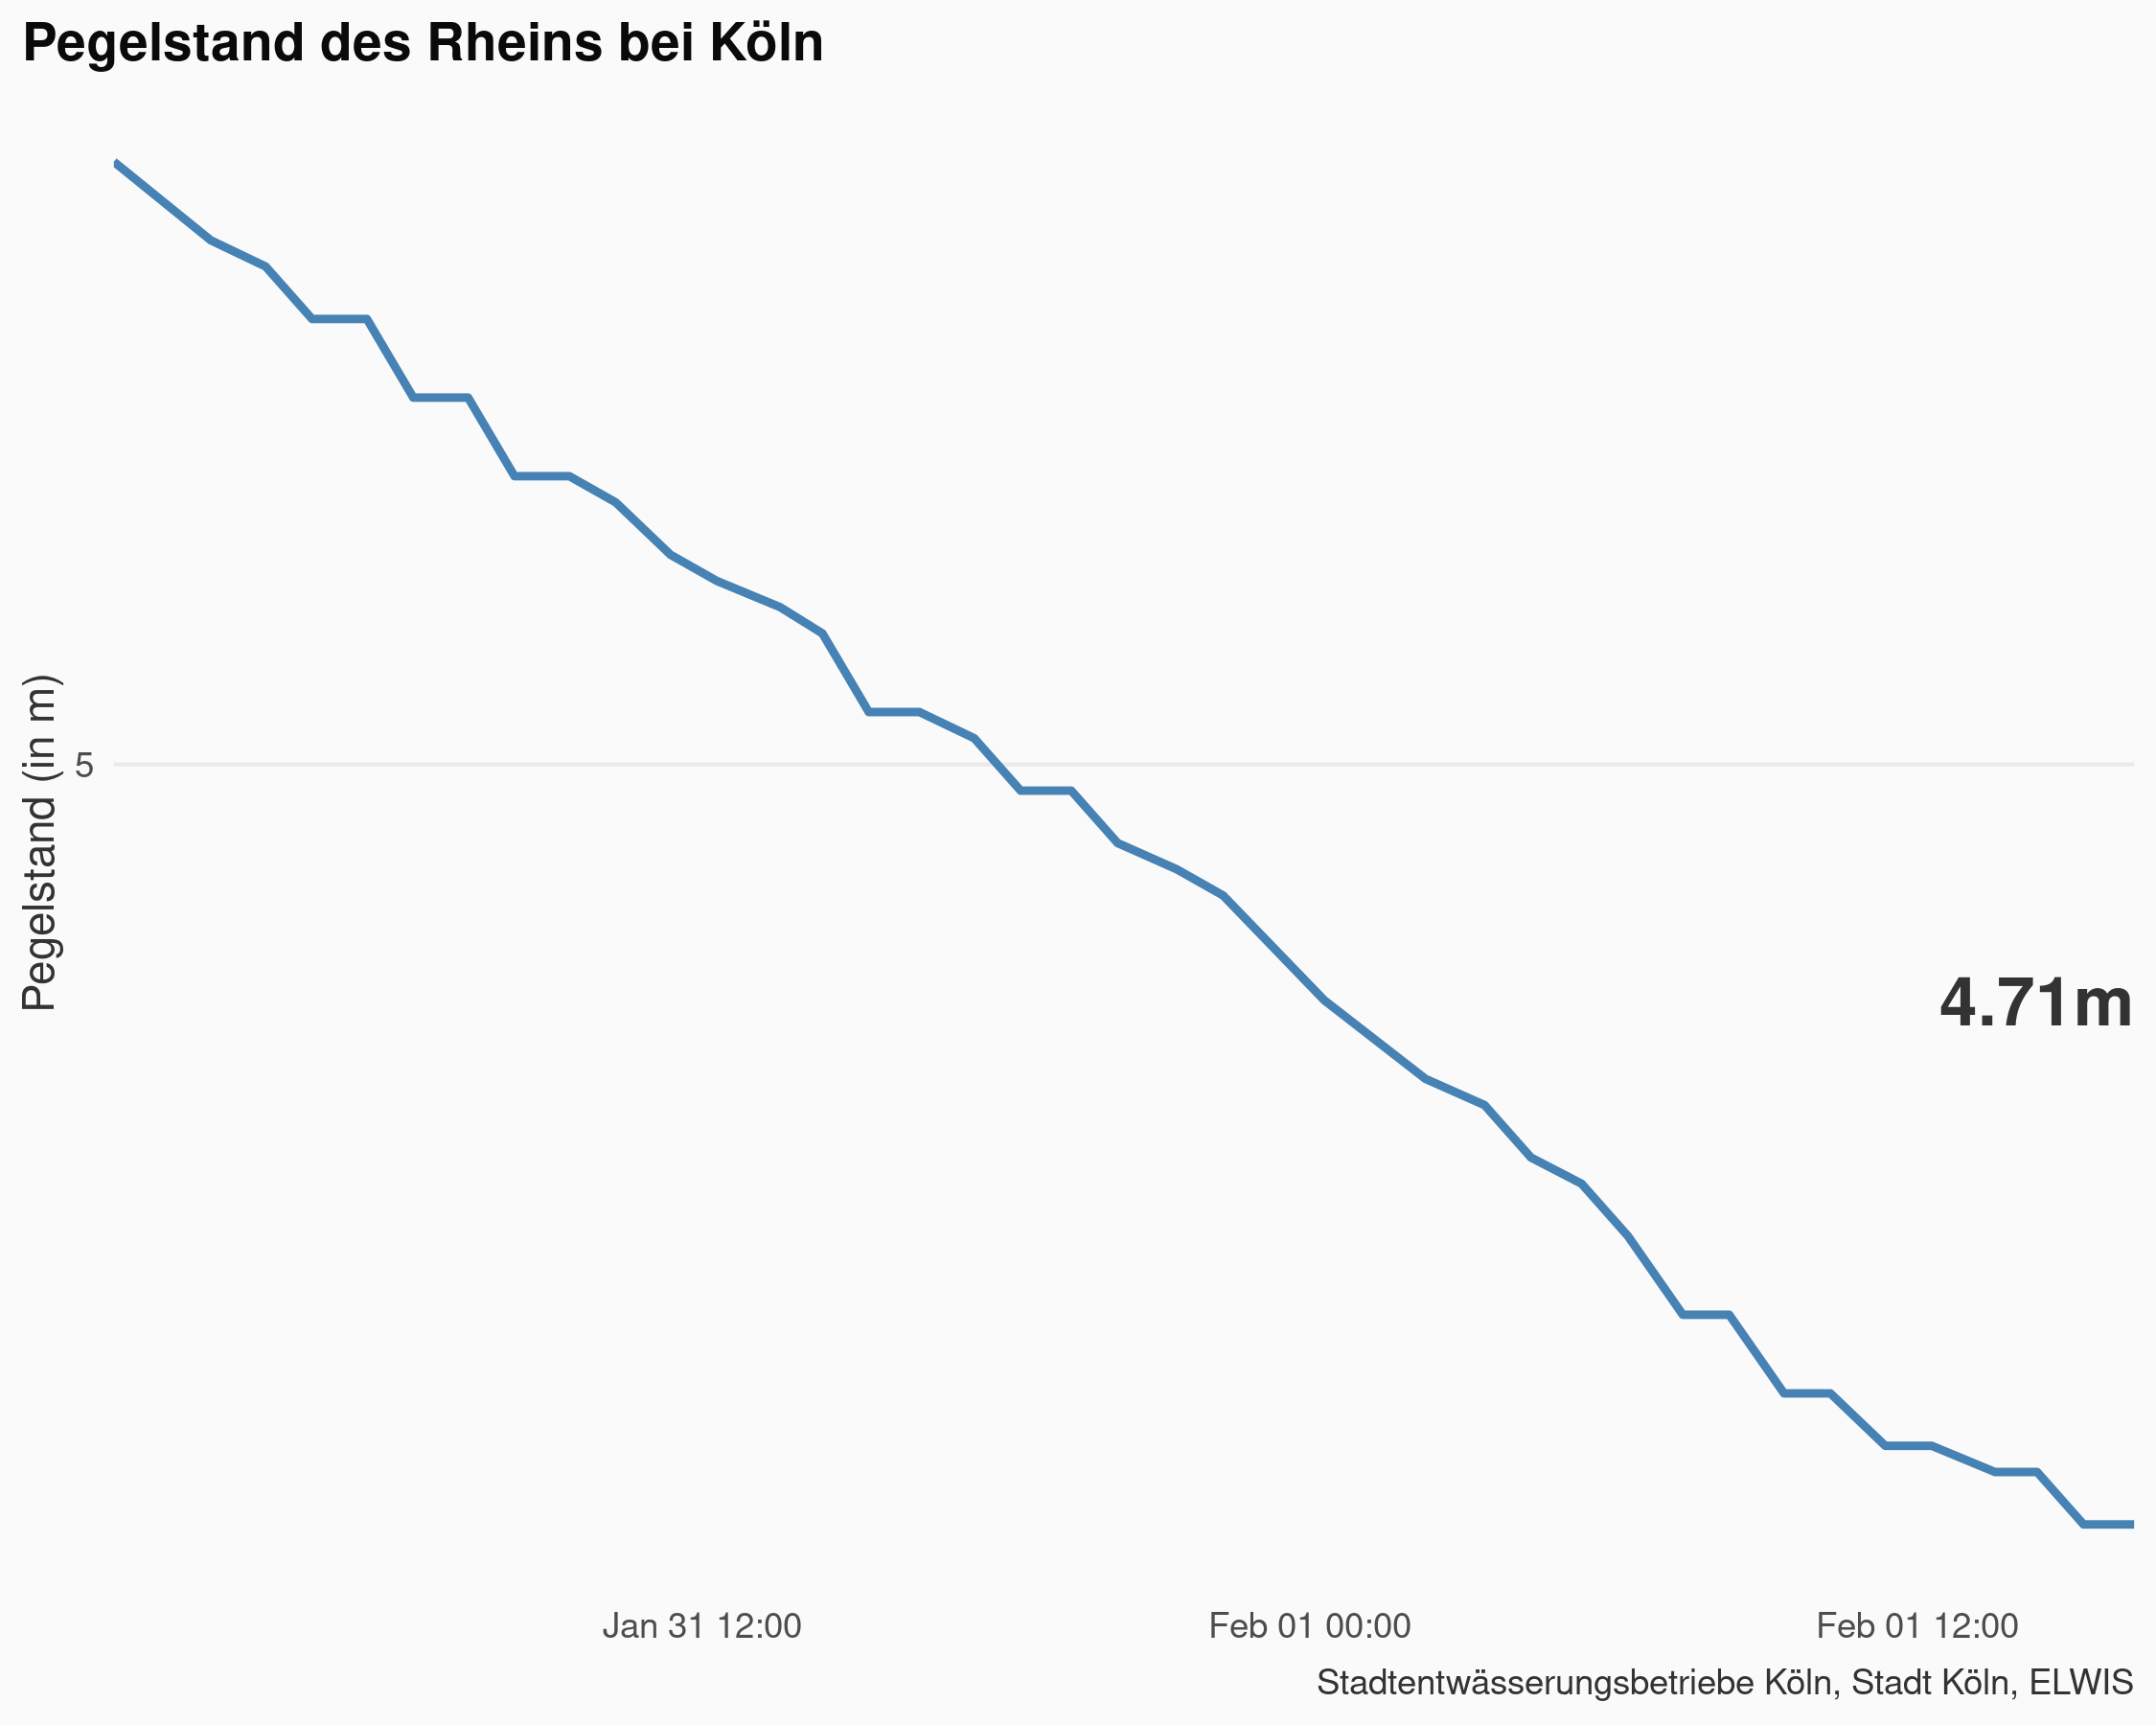 Pegelstand des Rheins bei Köln
Pegelstand (in m)
5
4.71m
Jan 31 12:00
Feb 01 00:00
Feb 01 12:00
Stadtentwässerungsbetriebe Köln, Stadt Köln, ELWIS